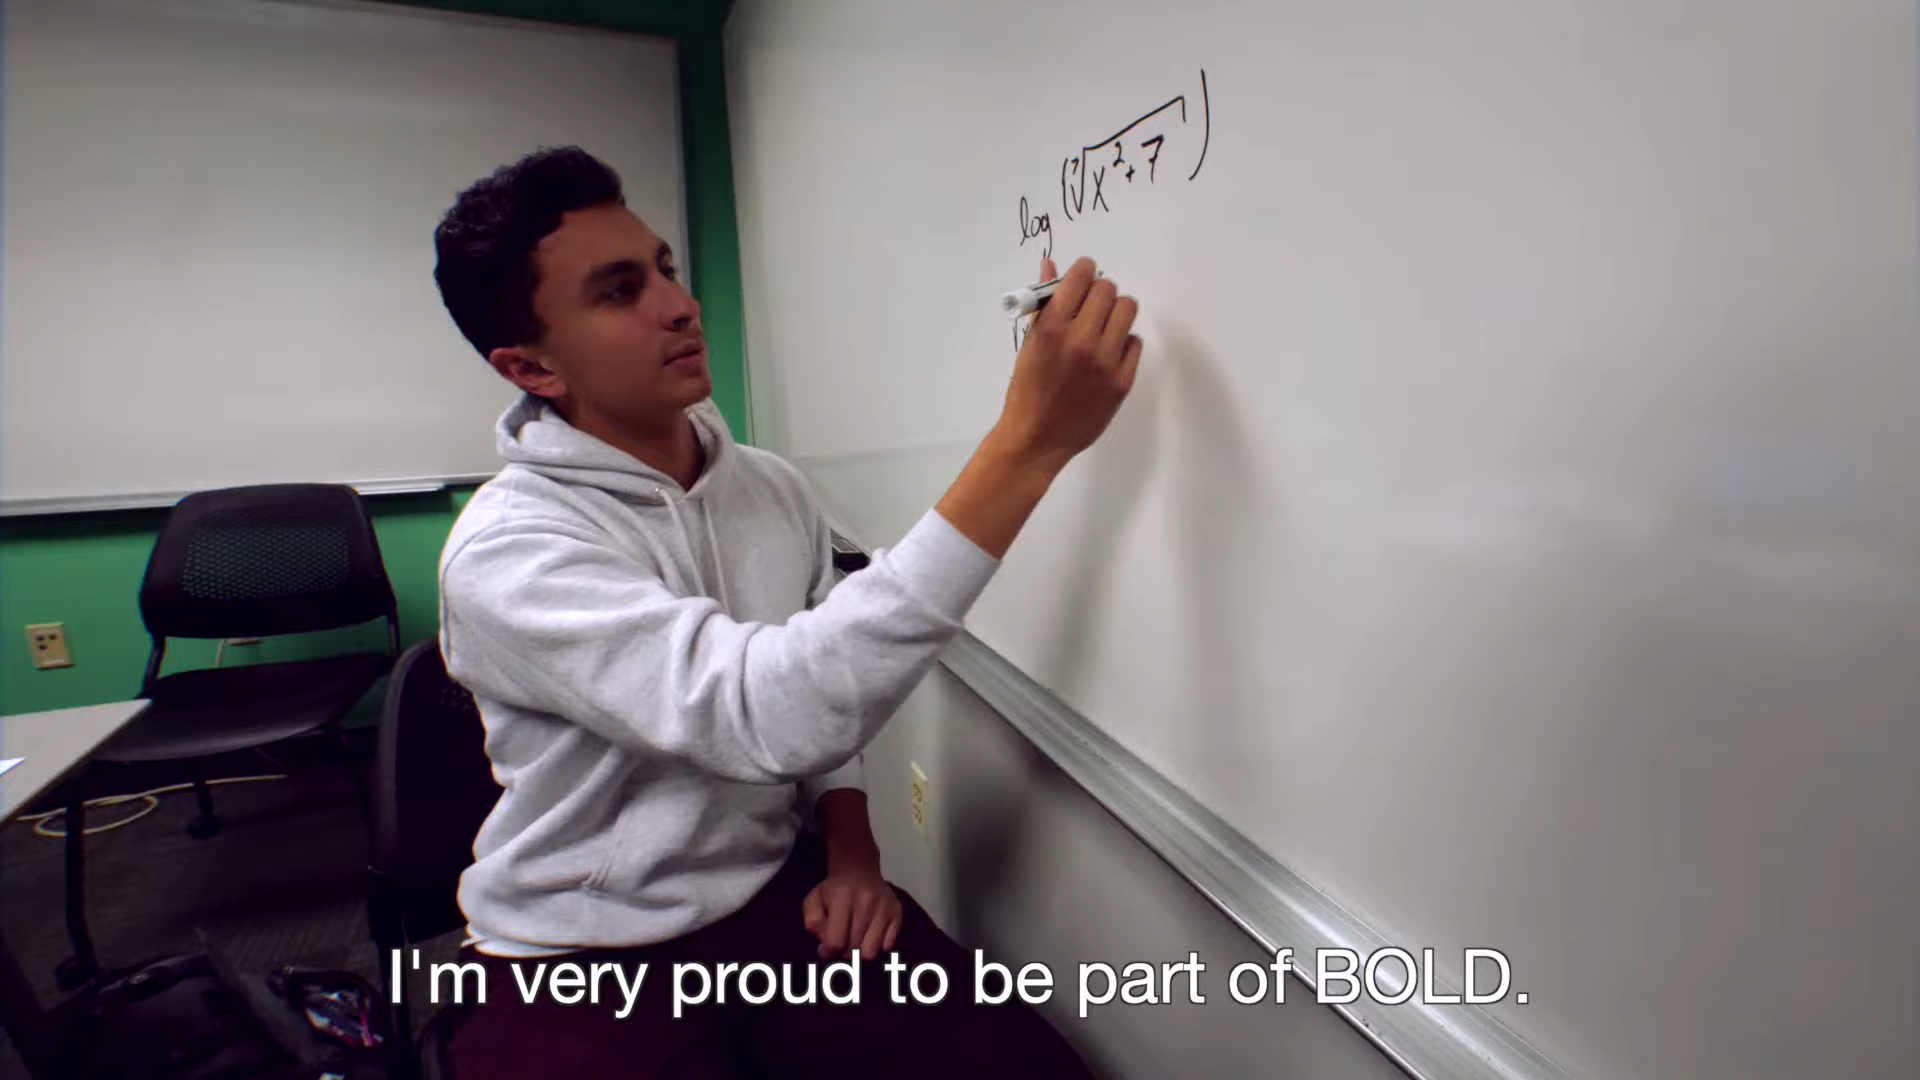 log (∛x² + 7)
I'm very proud to be part of BOLD.